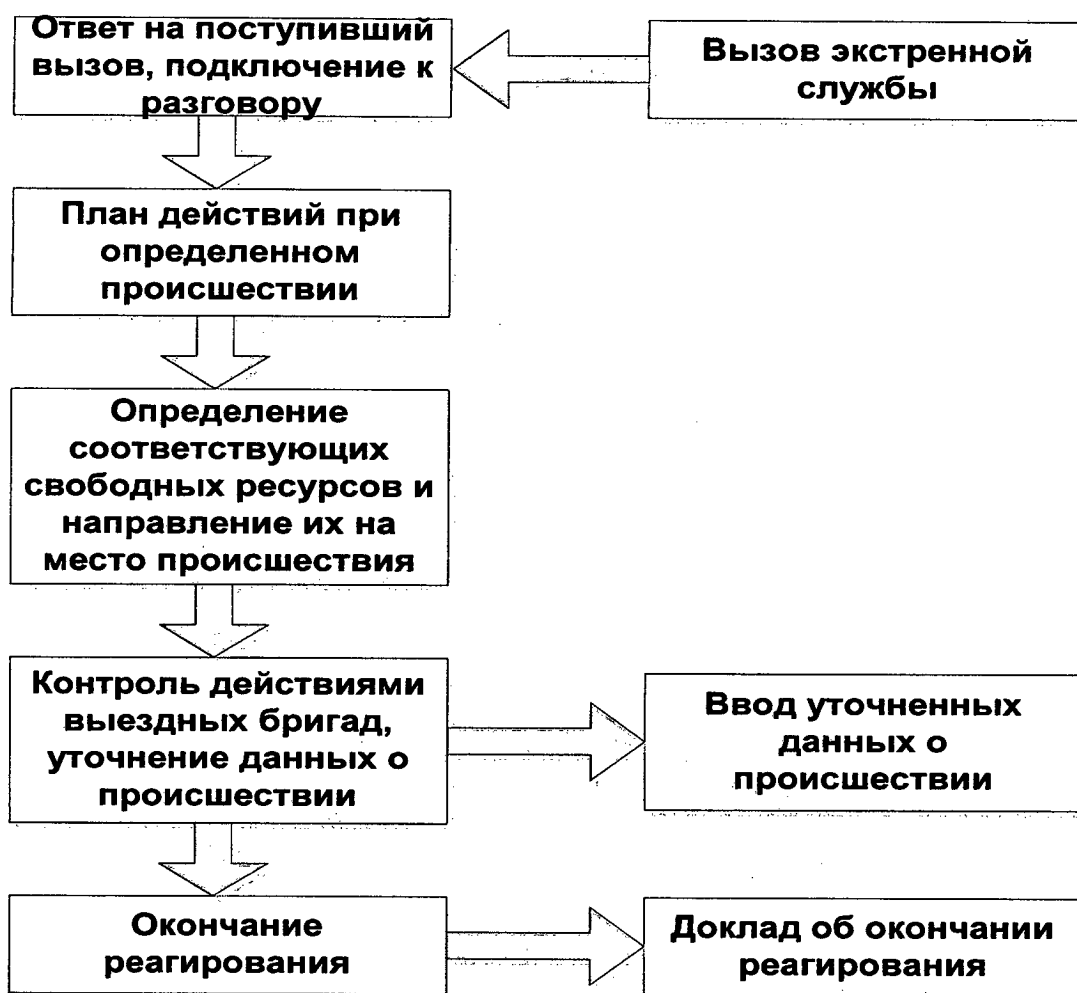 Ответ на поступивший
вызов, подключение к
разговору
Вызов экстренной
службы
План действий при
определенном
происшествии
Определение
соответствующих
свободных ресурсов и
направление их на
место происшествия
Контроль действиями
выездных бригад,
уточнение данных о
происшествии
Ввод уточненных
данных о
происшествии
Окончание
реагирования
Доклад об окончании
реагирования